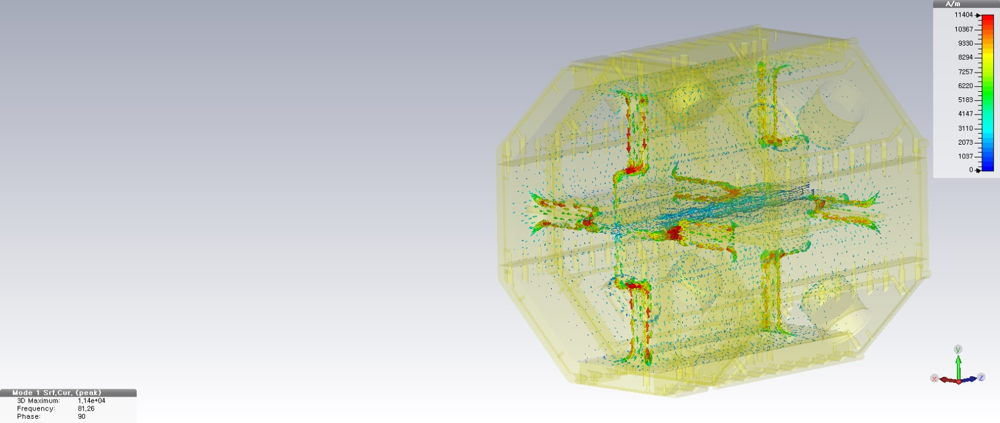 A/m
11404
10367
9330
8294
7257
6220
5183
4147
3110
2073
1037
0
y
x
z
Mode 1 Srf.Cur. (peak)
3D Maximum: 1,14e+04
Frequency: 81,26
Phase: 90